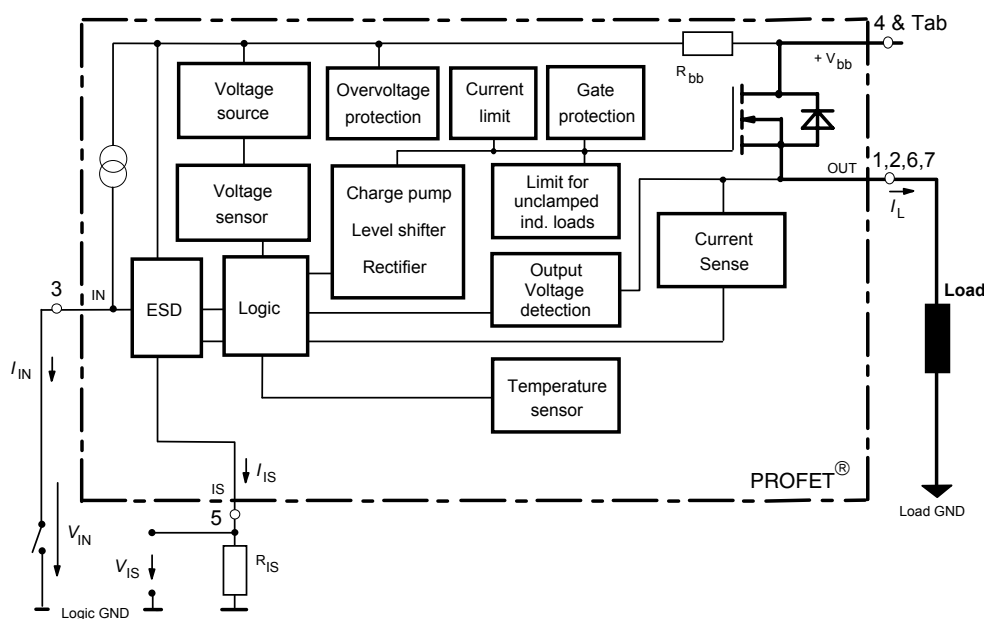 4 & Tab
R bb
+ V bb
Voltage
source
Overvoltage
protection
Current
limit
Gate
protection
Voltage
sensor
Charge pump
Level shifter
Rectifier
Limit for
unclamped
ind. loads
OUT
1,2,6,7
I L
Current
Sense
3
IN
ESD
Logic
Output
Voltage
detection
Load
I IN
Temperature
sensor
I IS
IS
PROFET®
5
Load GND
V IN
V IS
R IS
Logic GND